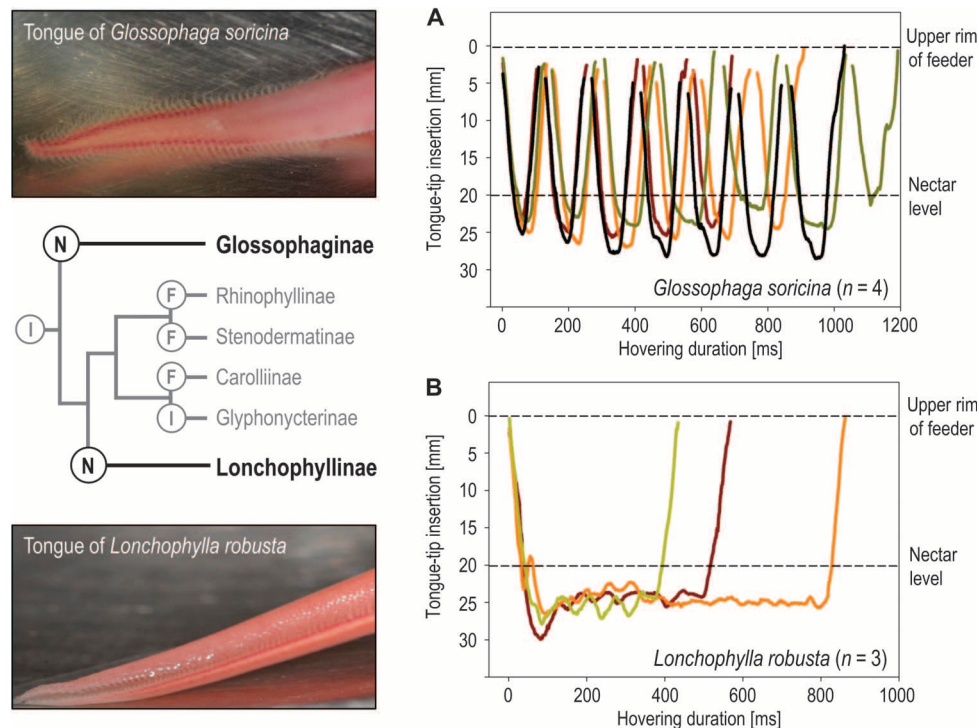 Tongue of Glossophaga soricina
N
Glossophaginae
F
Rhinophyllinae
I
F
Stenodermatinae
F
Carolliinae
I
Glyphonycterinae
N
Lonchophyllinae
Tongue of Lonchophylla robusta
A
Tongue-tip insertion [mm]
0
5
10
15
20
25
30
Upper rim
of feeder
Nectar
level
Glossophaga soricina (n = 4)
0 200 400 600 800 1000 1200
Hovering duration [ms]
B
Tongue-tip insertion [mm]
0
5
10
15
20
25
30
Upper rim
of feeder
Nectar
level
Lonchophylla robusta (n = 3)
0 200 400 600 800 1000
Hovering duration [ms]